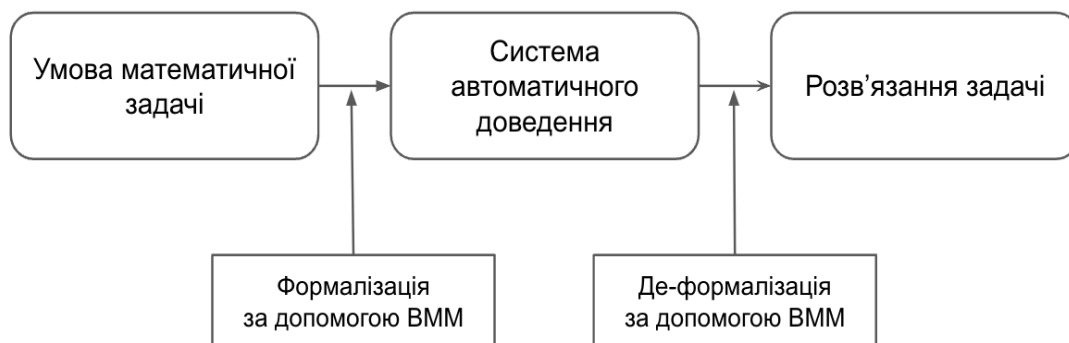 Умова математичної
задачі
Система
автоматичного
доведення
Розв’язання задачі
Формалізація
за допомогою ВММ
Де-формалізація
за допомогою ВММ